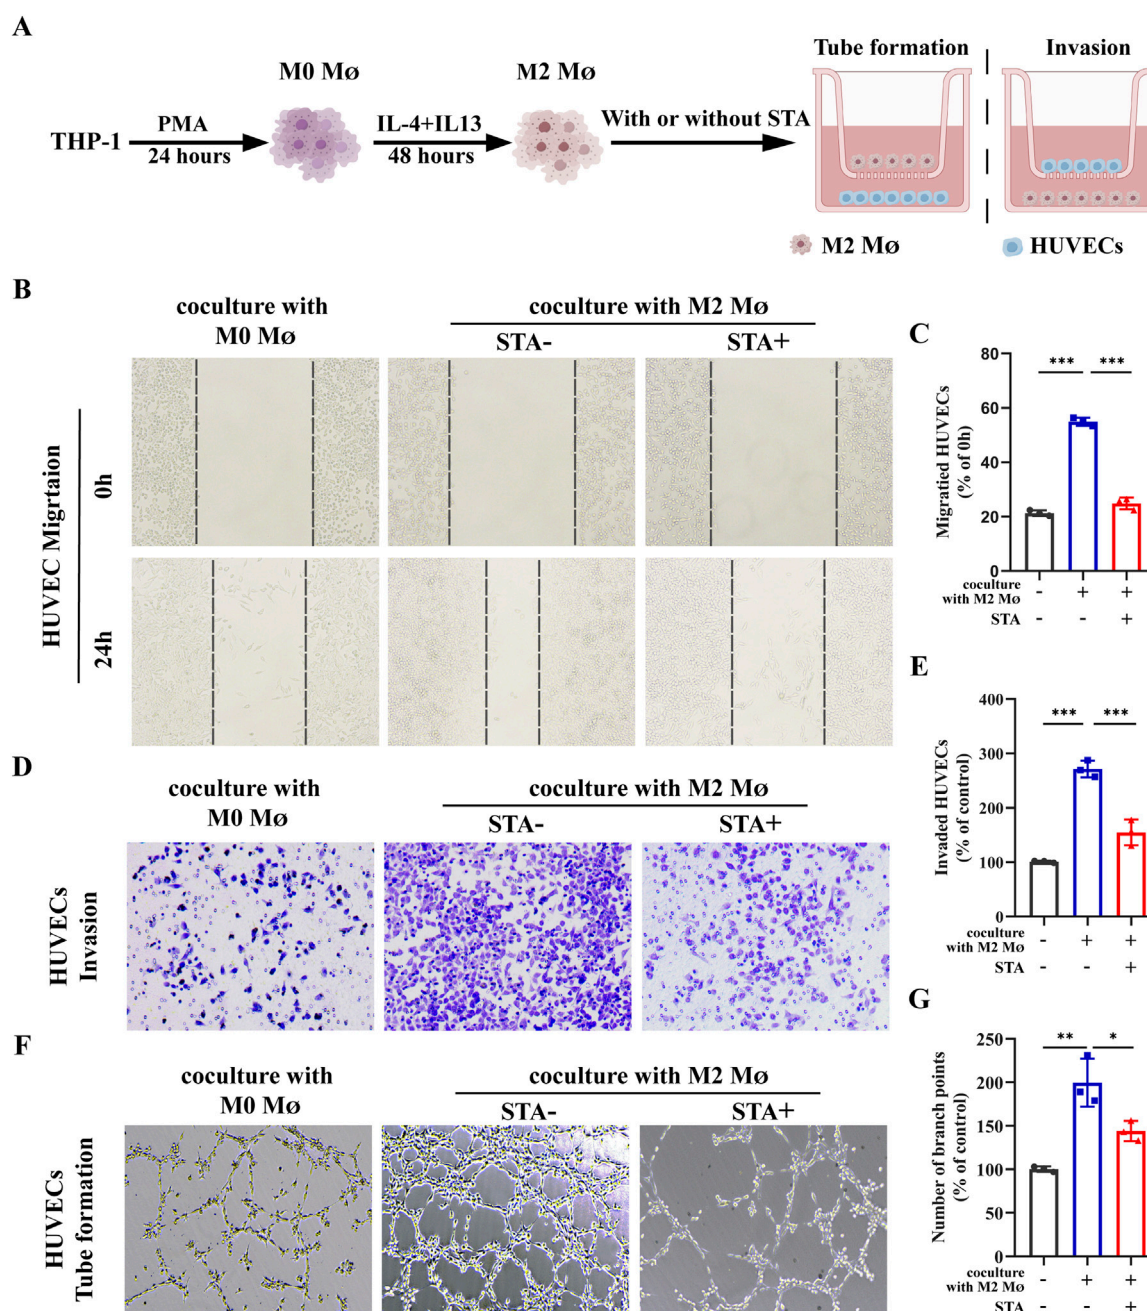 A
Tube formation
Invasion
M0 Mø
M2 Mø
THP-1
PMA
24 hours
IL-4+IL13
48 hours
With or without STA
M2 Mø
HUVECs
B
coculture with
M0 Mø
coculture with M2 Mø
STA-
STA+
HUVEC Migrtaion
0h
24h
C
Migratied HUVECs
(% of 0h)
80
60
40
20
0
*** ***
coculture
with M2 Mø
- + +
STA
- - +
D
coculture with
M0 Mø
coculture with M2 Mø
STA-
STA+
HUVECs
Invasion
E
Invaded HUVECs
(% of control)
400
300
200
100
0
*** ***
coculture
with M2 Mø
- + +
STA
- - +
F
coculture with
M0 Mø
coculture with M2 Mø
STA-
STA+
HUVECs
Tube formation
G
Number of branch points
(% of control)
250
200
150
100
50
0
** *
coculture
with M2 Mø
- + +
STA
- - +